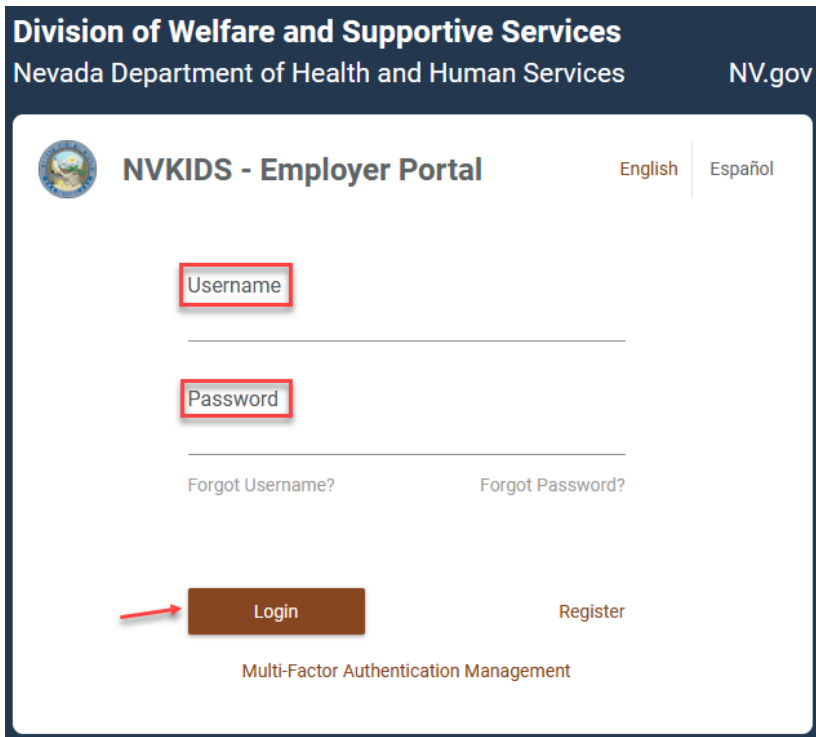 Division of Welfare and Supportive Services
Nevada Department of Health and Human Services NV.gov
NVKIDS - Employer Portal English Español
Username
Password
Forgot Username? Forgot Password?
Login Register
Multi-Factor Authentication Management